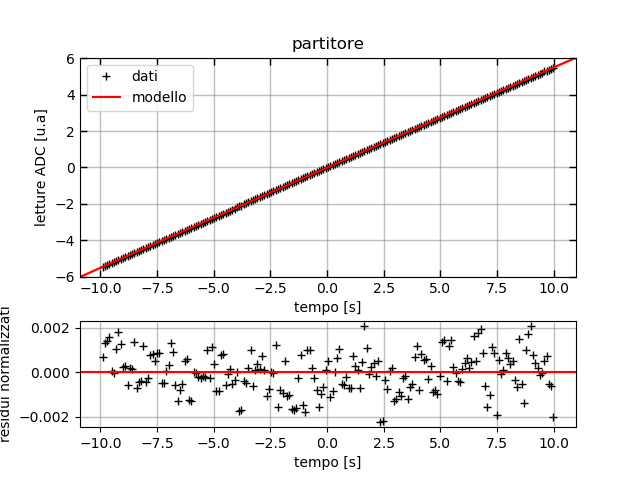 partitore
dati
modello
letture ADC [u.a]
6
4
2
0
−2
−4
−6
−10.0 −7.5 −5.0 −2.5 0.0 2.5 5.0 7.5 10.0
tempo [s]
residui normalizzati
0.002
0.000
−0.002
−10.0 −7.5 −5.0 −2.5 0.0 2.5 5.0 7.5 10.0
tempo [s]